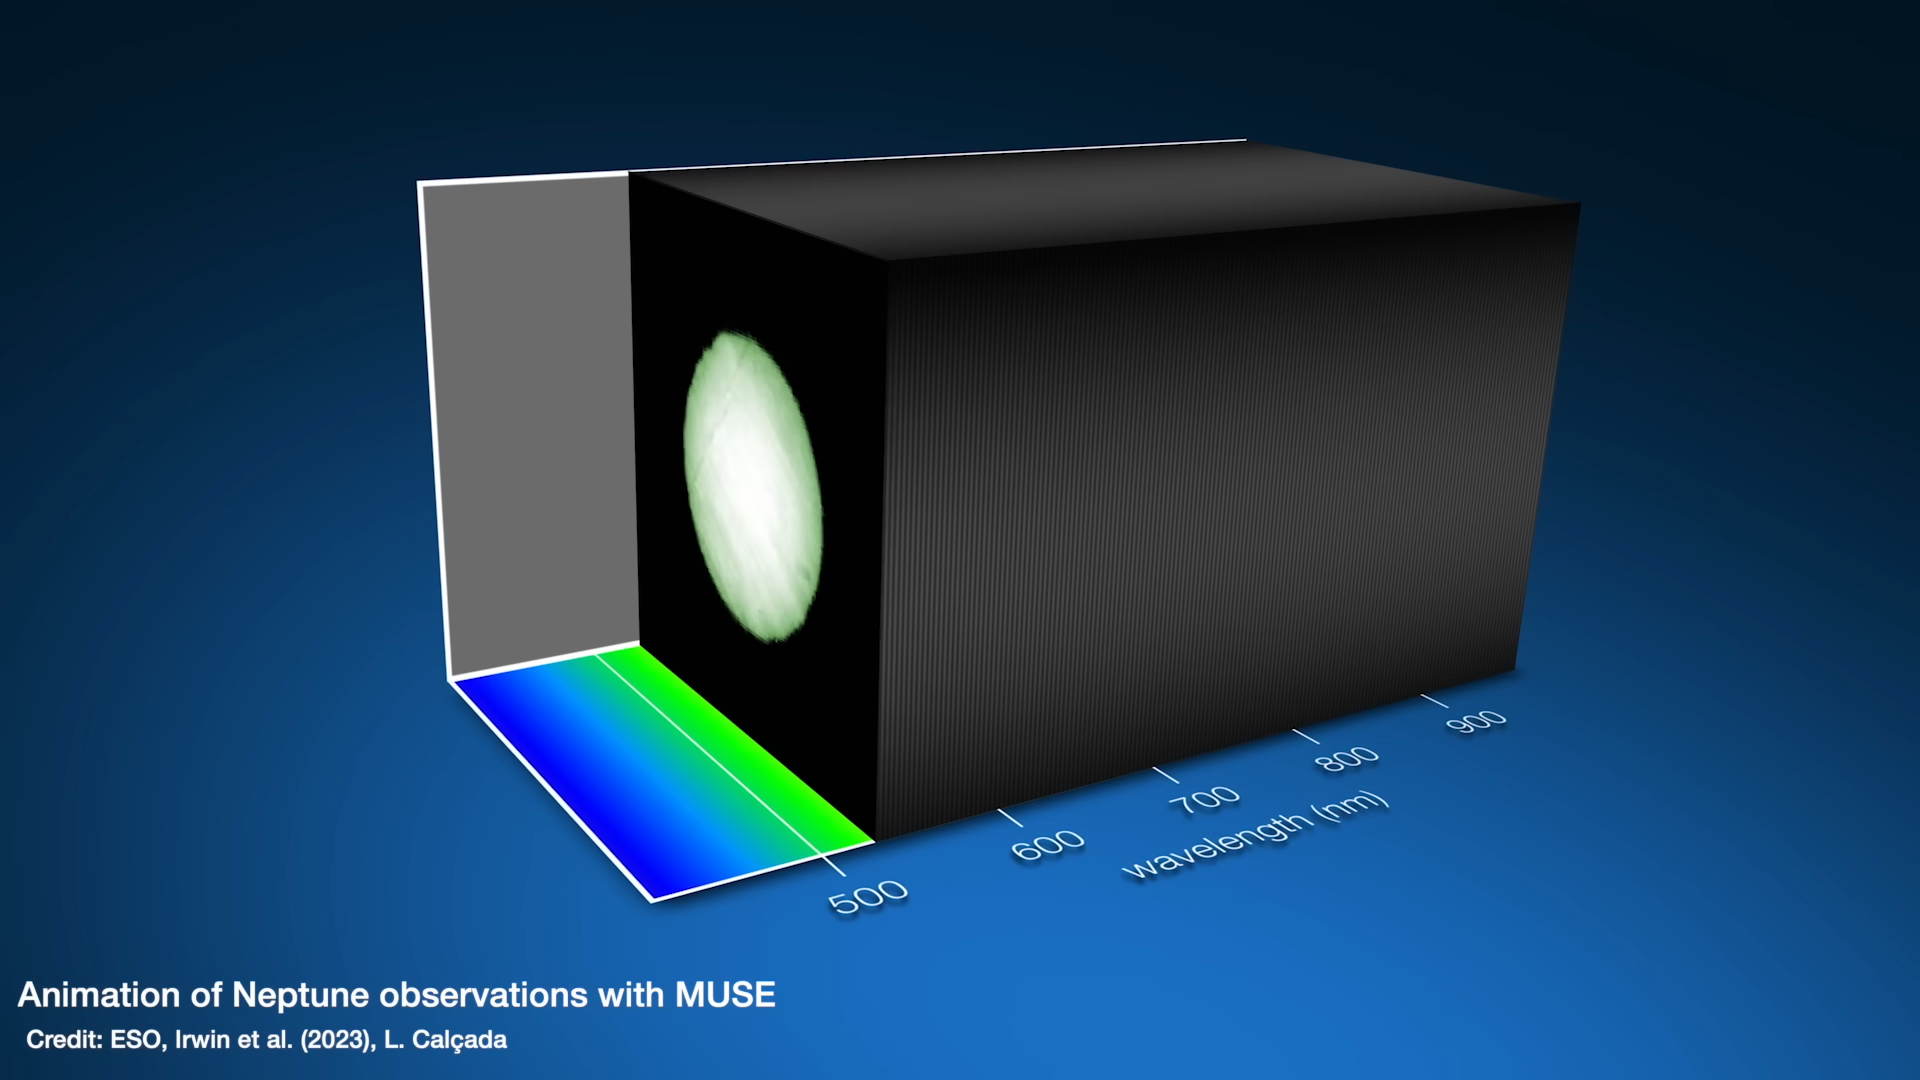 500
600
700
800
900
wavelength (nm)
Animation of Neptune observations with MUSE
Credit: ESO, Irwin et al. (2023), L. Calçada